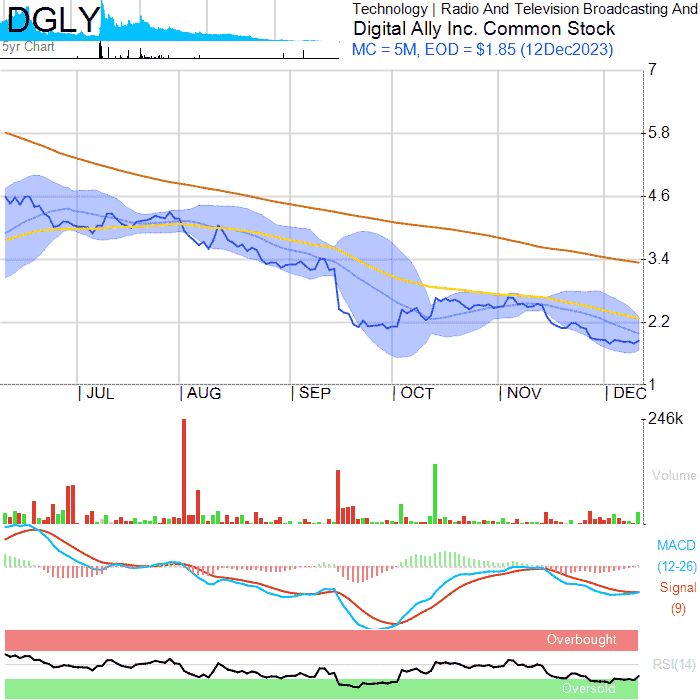 DGLY
5yr Chart
Technology | Radio And Television Broadcasting And
Digital Ally Inc. Common Stock
MC = 5M, EOD = $1.85 (12Dec2023)
7
5.8
4.6
3.4
2.2
1
| JUL | AUG | SEP | OCT | NOV | DEC
246k
Volume
MACD
(12-26)
Signal
(9)
Overbought
RSI(14)
Oversold